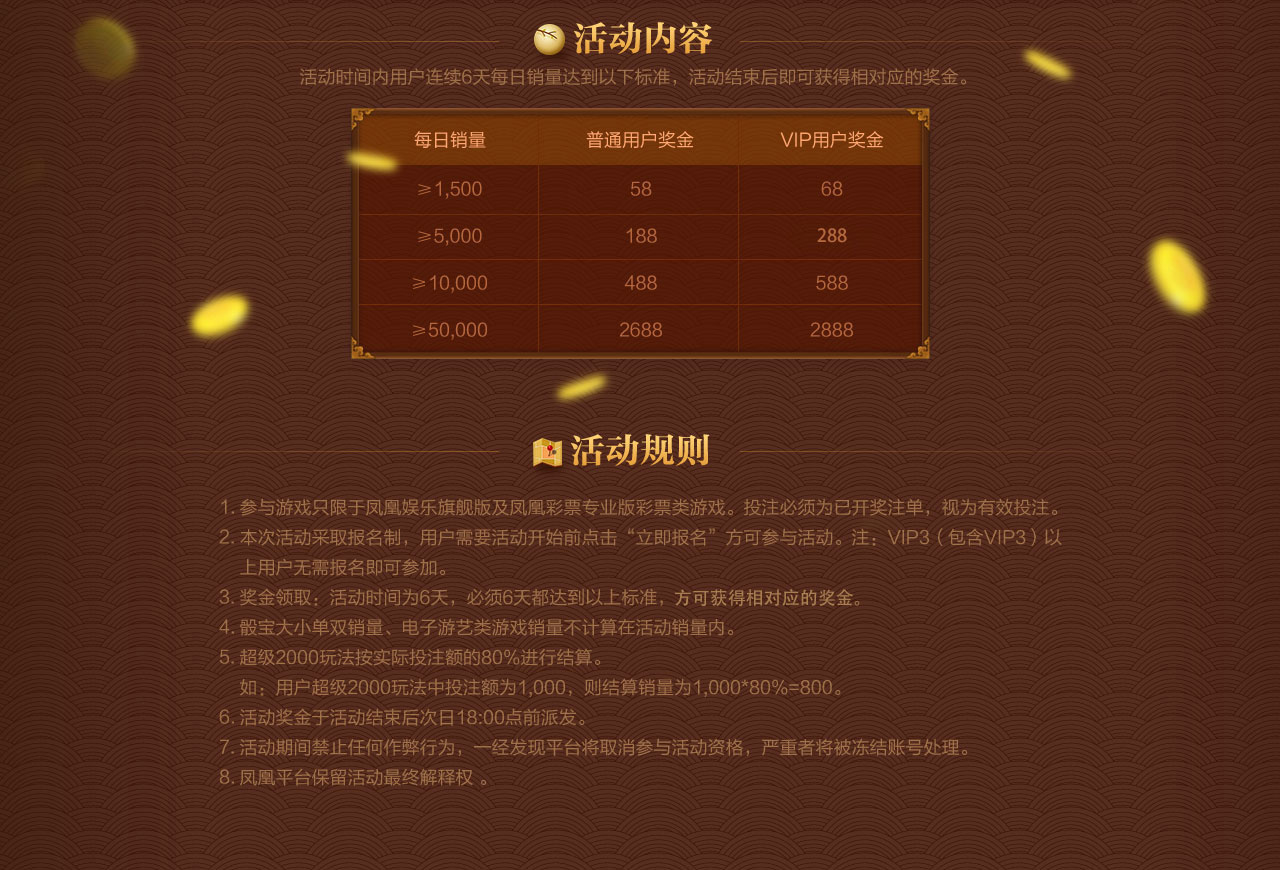 活动内容
活动时间内用户连续6天每日销量达到以下标准，活动结束后即可获得相对应的奖金。
每日销量 普通用户奖金 VIP用户奖金
≥1,500 58 68
≥5,000 188 288
≥10,000 488 588
≥50,000 2688 2888
活动规则
1. 参与游戏只限于凤凰娱乐旗舰版及凤凰彩票专业版彩票类游戏。投注必须为已开奖注单，视为有效投注。
2. 本次活动采取报名制，用户需要活动开始前点击“立即报名”方可参与活动。注：VIP3（包含VIP3）以
上用户无需报名即可参加。
3. 奖金领取：活动时间为6天，必须6天都达到以上标准，方可获得相对应的奖金。
4. 骰宝大小单双销量、电子游艺类游戏销量不计算在活动销量内。
5. 超级2000玩法按实际投注额的80%进行结算。
如：用户超级2000玩法中投注额为1,000，则结算销量为1,000*80%=800。
6. 活动奖金于活动结束后次日18:00点前派发。
7. 活动期间禁止任何作弊行为，一经发现平台将取消参与活动资格，严重者将被冻结账号处理。
8. 凤凰平台保留活动最终解释权 。